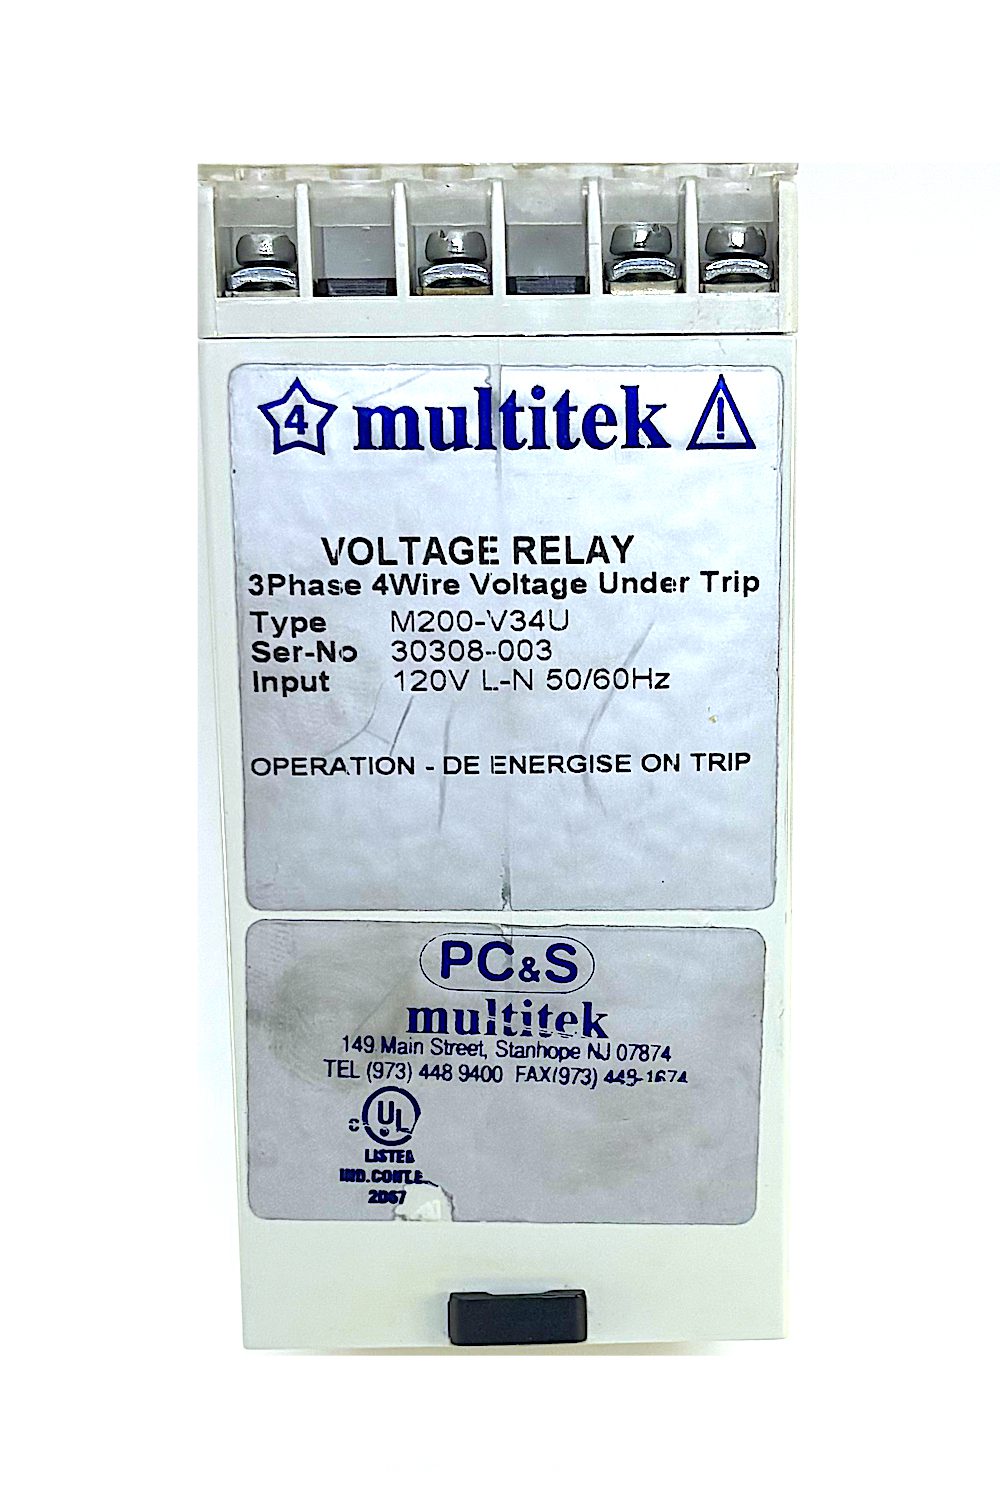 4 multitek !
VOLTAGE RELAY
3Phase 4Wire Voltage Under Trip
Type M200-V34U
Ser-No 30308-003
Input 120V L-N 50/60Hz
OPERATION - DE ENERGISE ON TRIP
PC&S
multitek
149 Main Street, Stanhope NJ 07874
TEL (973) 448 9400 FAX(973) 448-1674
c UL
LISTED
IND.CONT.E
2D67